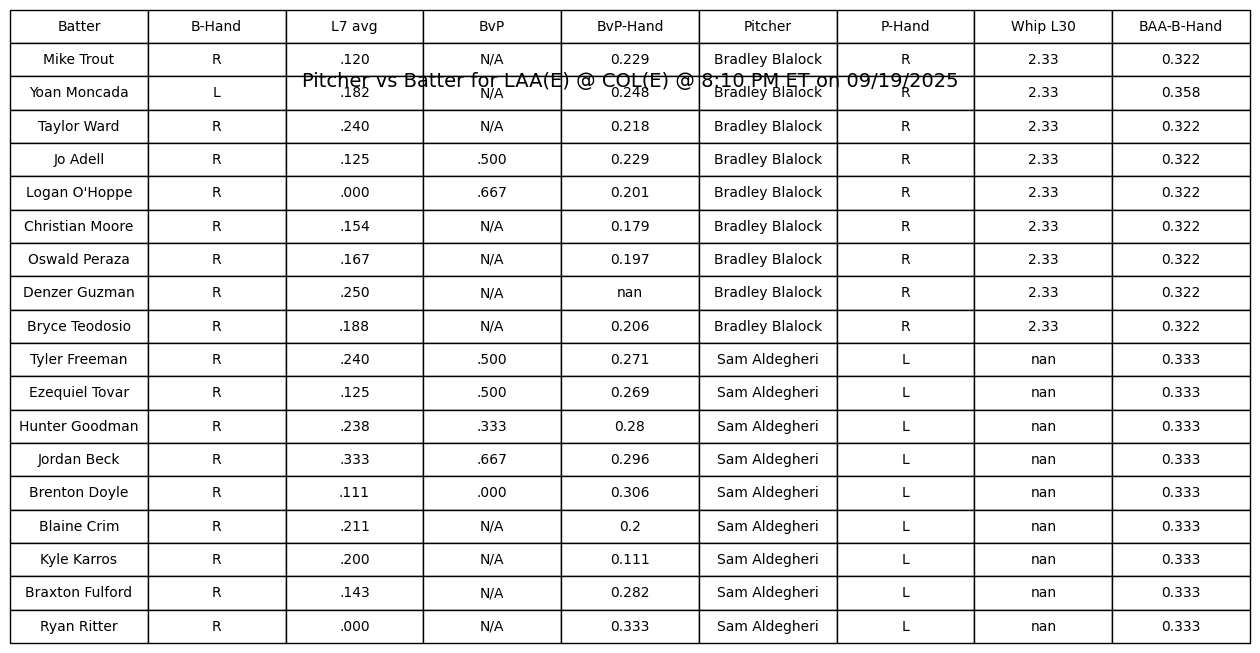 Batter B-Hand L7 avg BvP BvP-Hand Pitcher P-Hand Whip L30 BAA-B-Hand
Mike Trout R .120 N/A 0.229 Bradley Blalock R 2.33 0.322
Pitcher vs Batter for LAA(E) @ COL(E) @ 8:10 PM ET on 09/19/2025
Yoan Moncada L .182 N/A 0.248 Bradley Blalock R 2.33 0.358
Taylor Ward R .240 N/A 0.218 Bradley Blalock R 2.33 0.322
Jo Adell R .125 .500 0.229 Bradley Blalock R 2.33 0.322
Logan O'Hoppe R .000 .667 0.201 Bradley Blalock R 2.33 0.322
Christian Moore R .154 N/A 0.179 Bradley Blalock R 2.33 0.322
Oswald Peraza R .167 N/A 0.197 Bradley Blalock R 2.33 0.322
Denzer Guzman R .250 N/A nan Bradley Blalock R 2.33 0.322
Bryce Teodosio R .188 N/A 0.206 Bradley Blalock R 2.33 0.322
Tyler Freeman R .240 .500 0.271 Sam Aldegheri L nan 0.333
Ezequiel Tovar R .125 .500 0.269 Sam Aldegheri L nan 0.333
Hunter Goodman R .238 .333 0.28 Sam Aldegheri L nan 0.333
Jordan Beck R .333 .667 0.296 Sam Aldegheri L nan 0.333
Brenton Doyle R .111 .000 0.306 Sam Aldegheri L nan 0.333
Blaine Crim R .211 N/A 0.2 Sam Aldegheri L nan 0.333
Kyle Karros R .200 N/A 0.111 Sam Aldegheri L nan 0.333
Braxton Fulford R .143 N/A 0.282 Sam Aldegheri L nan 0.333
Ryan Ritter R .000 N/A 0.333 Sam Aldegheri L nan 0.333